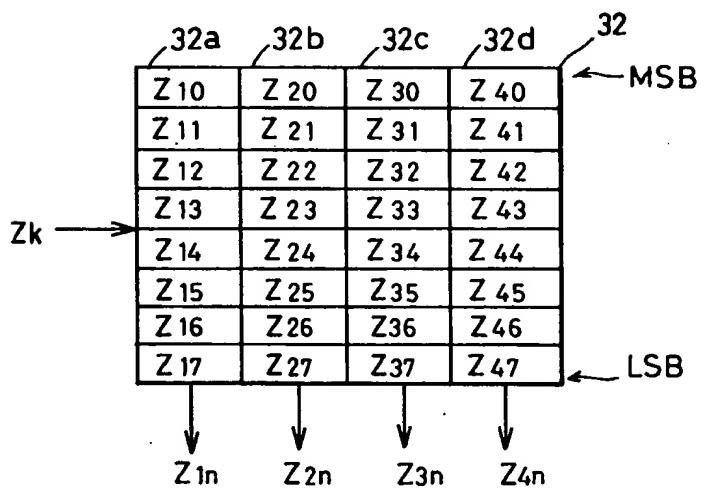 32a 32b 32c 32d 32
Z10 Z20 Z30 Z40 MSB
Z11 Z21 Z31 Z41
Z12 Z22 Z32 Z42
Z13 Z23 Z33 Z43
Zk
Z14 Z24 Z34 Z44
Z15 Z25 Z35 Z45
Z16 Z26 Z36 Z46
Z17 Z27 Z37 Z47 LSB
Z1n Z2n Z3n Z4n